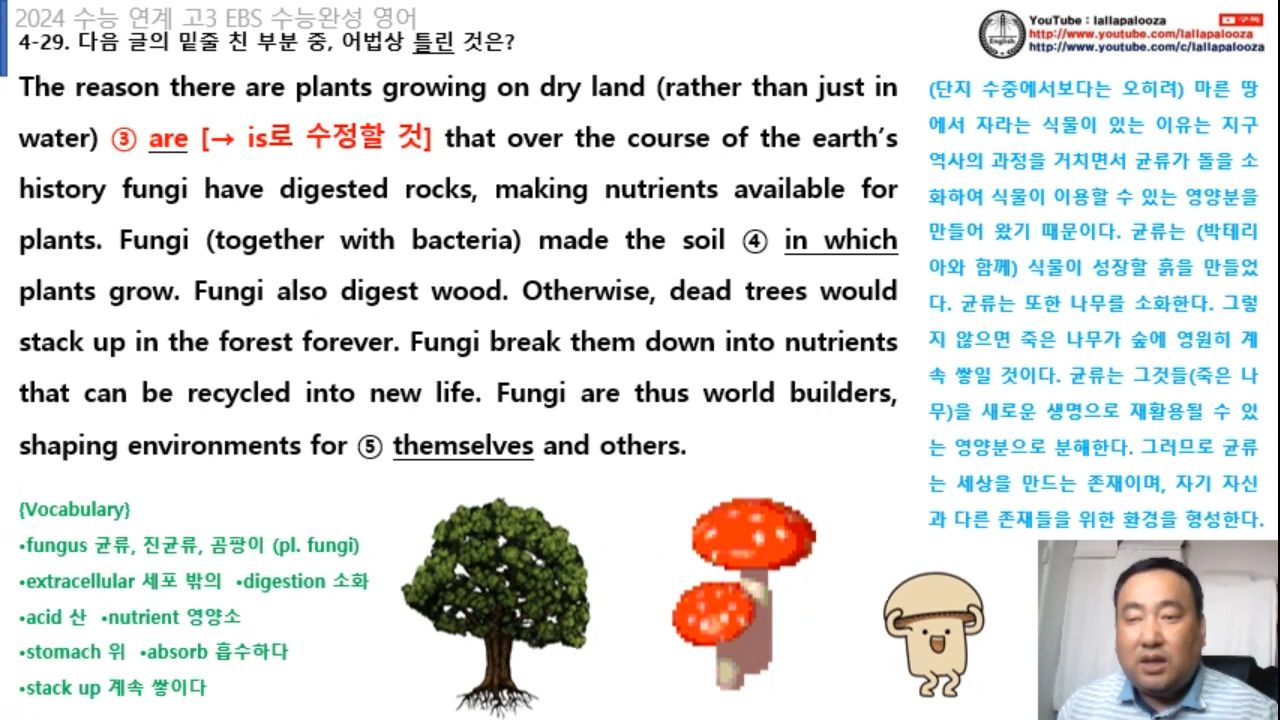 2024 수능 연계 고3 EBS 수능완성 영어
4-29. 다음 글의 밑줄 친 부분 중, 어법상 틀린 것은?
YouTube : lallapalooza
구독
http://www.youtube.com/lallapalooza
http://www.youtube.com/c/lallapalooza
English
The reason there are plants growing on dry land (rather than just in
water) ③ are [→ is로 수정할 것] that over the course of the earth's
history fungi have digested rocks, making nutrients available for
plants. Fungi (together with bacteria) made the soil ④ in which
plants grow. Fungi also digest wood. Otherwise, dead trees would
stack up in the forest forever. Fungi break them down into nutrients
that can be recycled into new life. Fungi are thus world builders,
shaping environments for ⑤ themselves and others.
(단지 수중에서보다는 오히려) 마른 땅
에서 자라는 식물이 있는 이유는 지구
역사의 과정을 거치면서 균류가 돌을 소
화하여 식물이 이용할 수 있는 영양분을
만들어 왔기 때문이다. 균류는 (박테리
아와 함께) 식물이 성장할 흙을 만들었
다. 균류는 또한 나무를 소화한다. 그렇
지 않으면 죽은 나무가 숲에 영원히 계
속 쌓일 것이다. 균류는 그것들(죽은 나
무)을 새로운 생명으로 재활용될 수 있
는 영양분으로 분해한다. 그러므로 균류
는 세상을 만드는 존재이며, 자기 자신
과 다른 존재들을 위한 환경을 형성한다.
{Vocabulary}
•fungus 균류, 진균류, 곰팡이 (pl. fungi)
•extracellular 세포 밖의 •digestion 소화
•acid 산 •nutrient 영양소
•stomach 위 •absorb 흡수하다
•stack up 계속 쌓이다